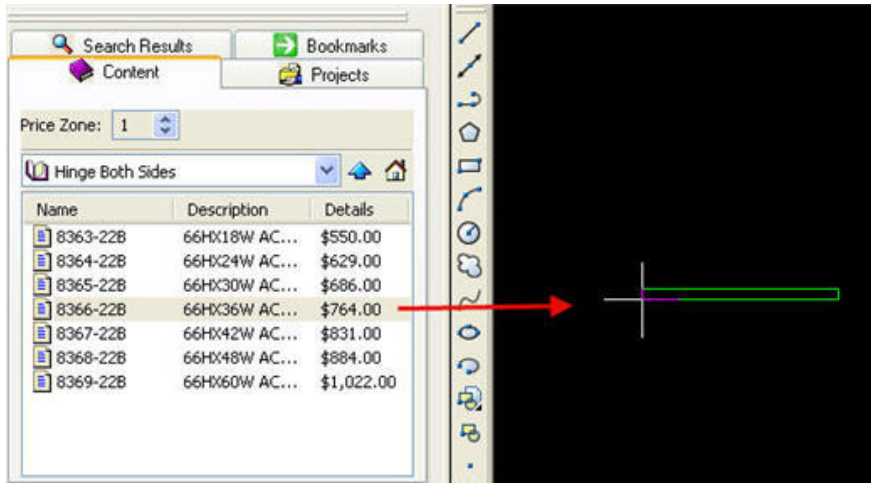 Search Results Bookmarks
Content Projects
Price Zone: 1
Hinge Both Sides
Name Description Details
8363-22B 66HX18W AC... $550.00
8364-22B 66HX24W AC... $629.00
8365-22B 66HX30W AC... $686.00
8366-22B 66HX36W AC... $764.00
8367-22B 66HX42W AC... $831.00
8368-22B 66HX48W AC... $884.00
8369-22B 66HX60W AC... $1,022.00